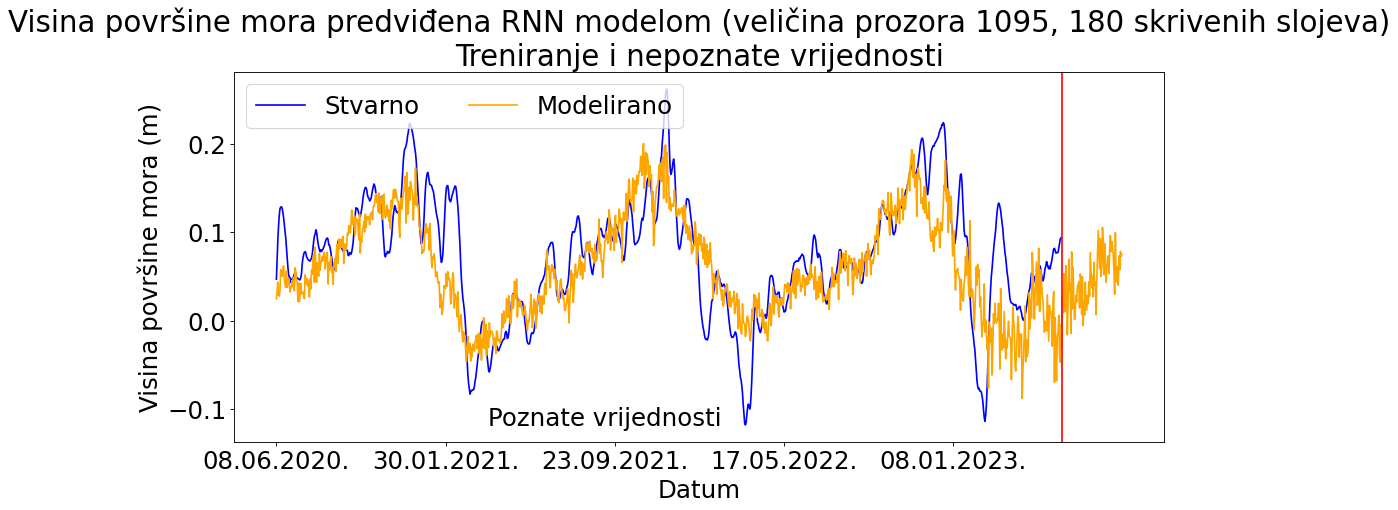 Visina površine mora predviđena RNN modelom (veličina prozora 1095, 180 skrivenih slojeva)
Treniranje i nepoznate vrijednosti
Stvarno Modelirano
Visina površine mora (m)
0.2
0.1
0.0
−0.1
Poznate vrijednosti
08.06.2020. 30.01.2021. 23.09.2021. 17.05.2022. 08.01.2023.
Datum